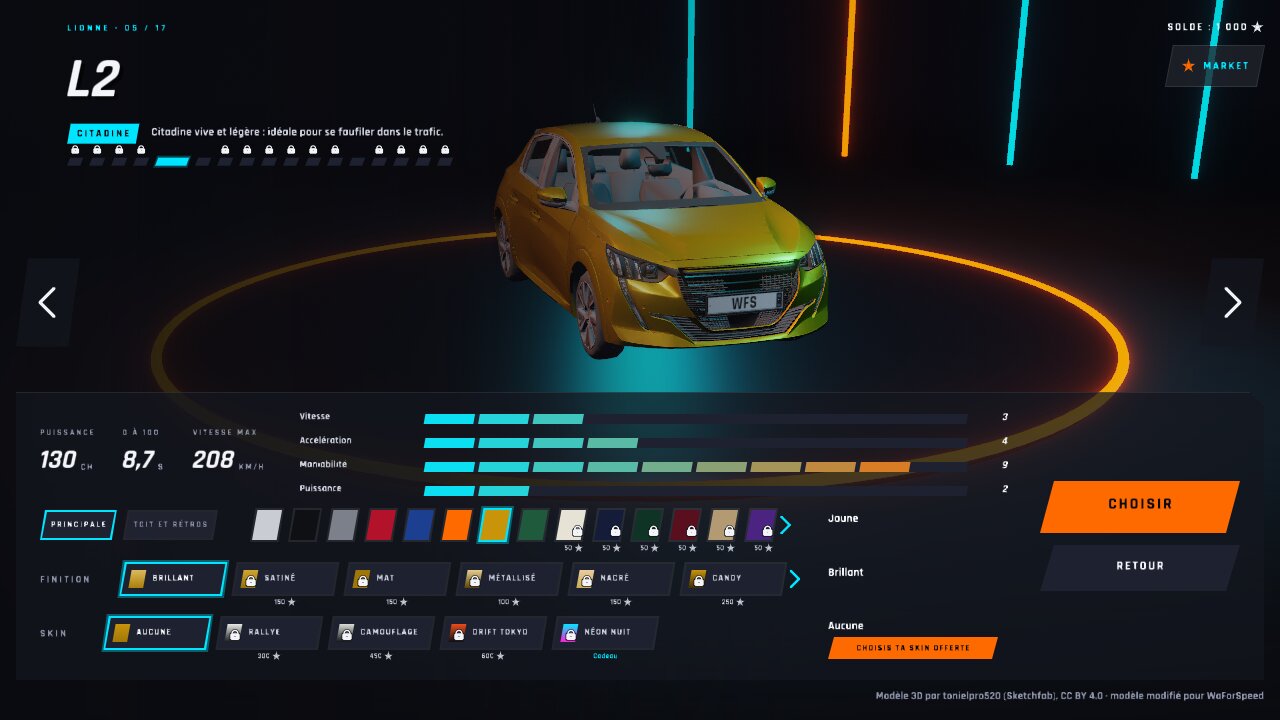 LIONNE · 05 / 17
SOLDE : 1 000 ★
L2
★ MARKET
CITADINE
Citadine vive et légère : idéale pour se faufiler dans le trafic.
WFS
PUISSANCE
130 CH
0 À 100
8,7 S
VITESSE MAX
208 KM/H
Vitesse 3
Accélération 4
Maniabilité 9
Puissance 2
PRINCIPALE
TOIT ET RÉTROS
50 ★ 50 ★ 50 ★ 50 ★ 50 ★ 50 ★
Jaune
FINITION
BRILLANT
SATINÉ
150 ★
MAT
150 ★
MÉTALLISÉ
100 ★
NACRÉ
150 ★
CANDY
250 ★
Brillant
SKIN
AUCUNE
RALLYE
300 ★
CAMOUFLAGE
450 ★
DRIFT TOKYO
600 ★
NÉON NUIT
Cadeau
Aucune
CHOISIS TA SKIN OFFERTE
CHOISIR
RETOUR
Modèle 3D par tonielpro520 (Sketchfab), CC BY 4.0 · modèle modifié pour WaForSpeed